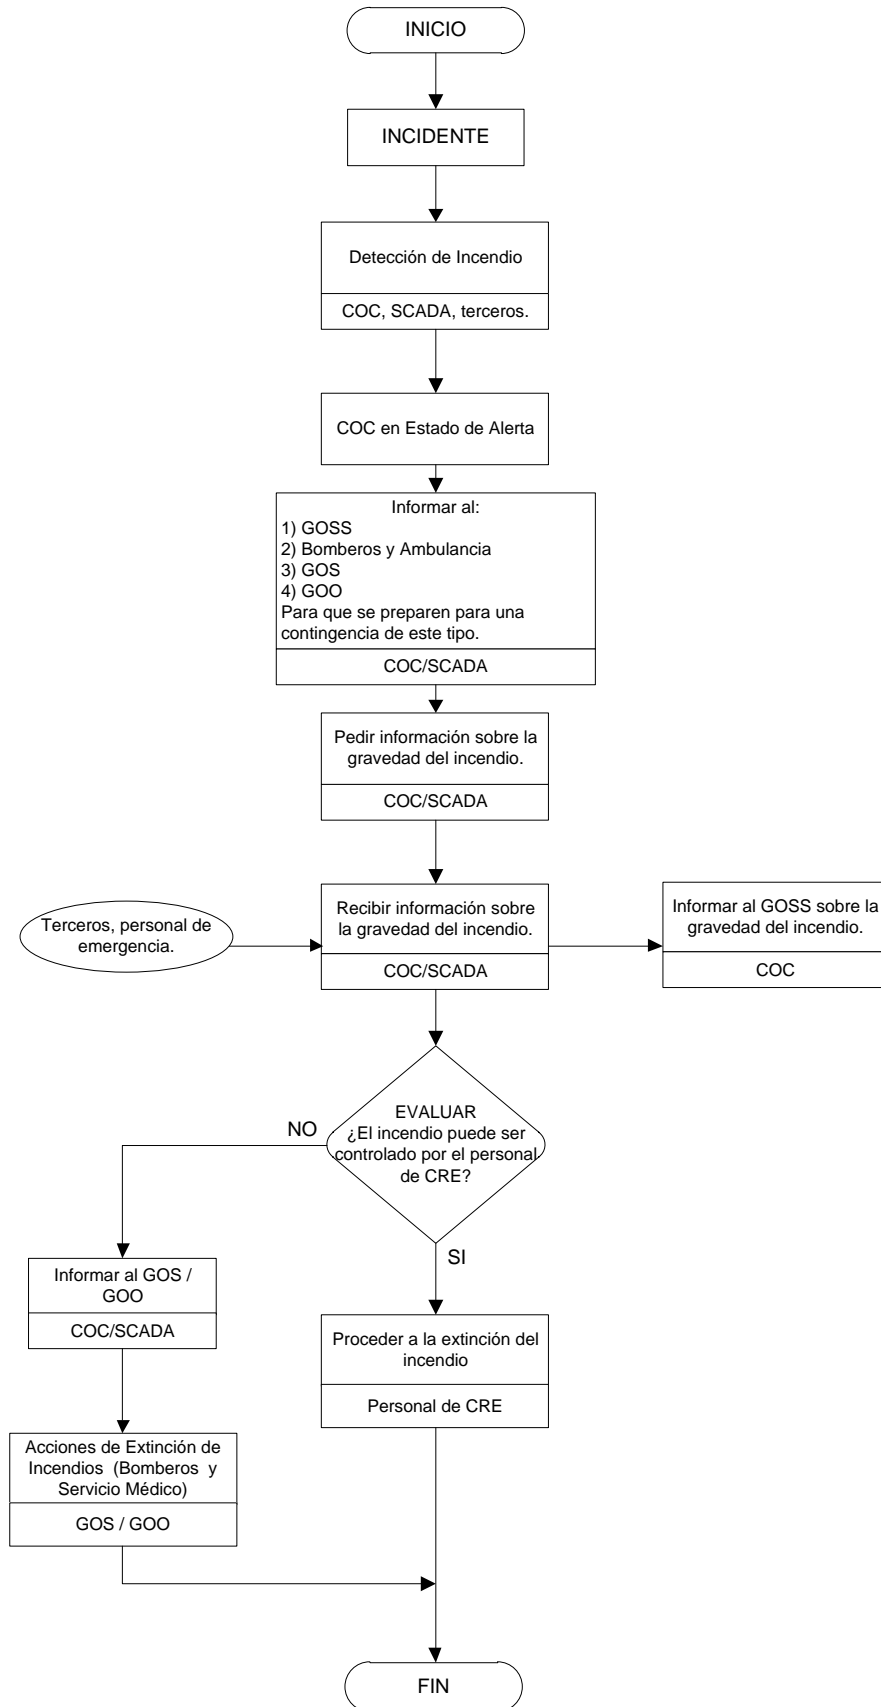 INICIO
INCIDENTE
Detección de Incendio
COC, SCADA, terceros.
COC en Estado de Alerta
Informar al:
1) GOSS
2) Bomberos y Ambulancia
3) GOS
4) GOO
Para que se preparen para una
contingencia de este tipo.
COC/SCADA
Pedir información sobre la
gravedad del incendio.
COC/SCADA
Terceros, personal de
emergencia.
Recibir información sobre
la gravedad del incendio.
COC/SCADA
Informar al GOSS sobre la
gravedad del incendio.
COC
EVALUAR
¿El incendio puede ser
controlado por el personal
de CRE?
NO
SI
Informar al GOS /
GOO
COC/SCADA
Proceder a la extinción del
incendio
Personal de CRE
Acciones de Extinción de
Incendios (Bomberos y
Servicio Médico)
GOS / GOO
FIN